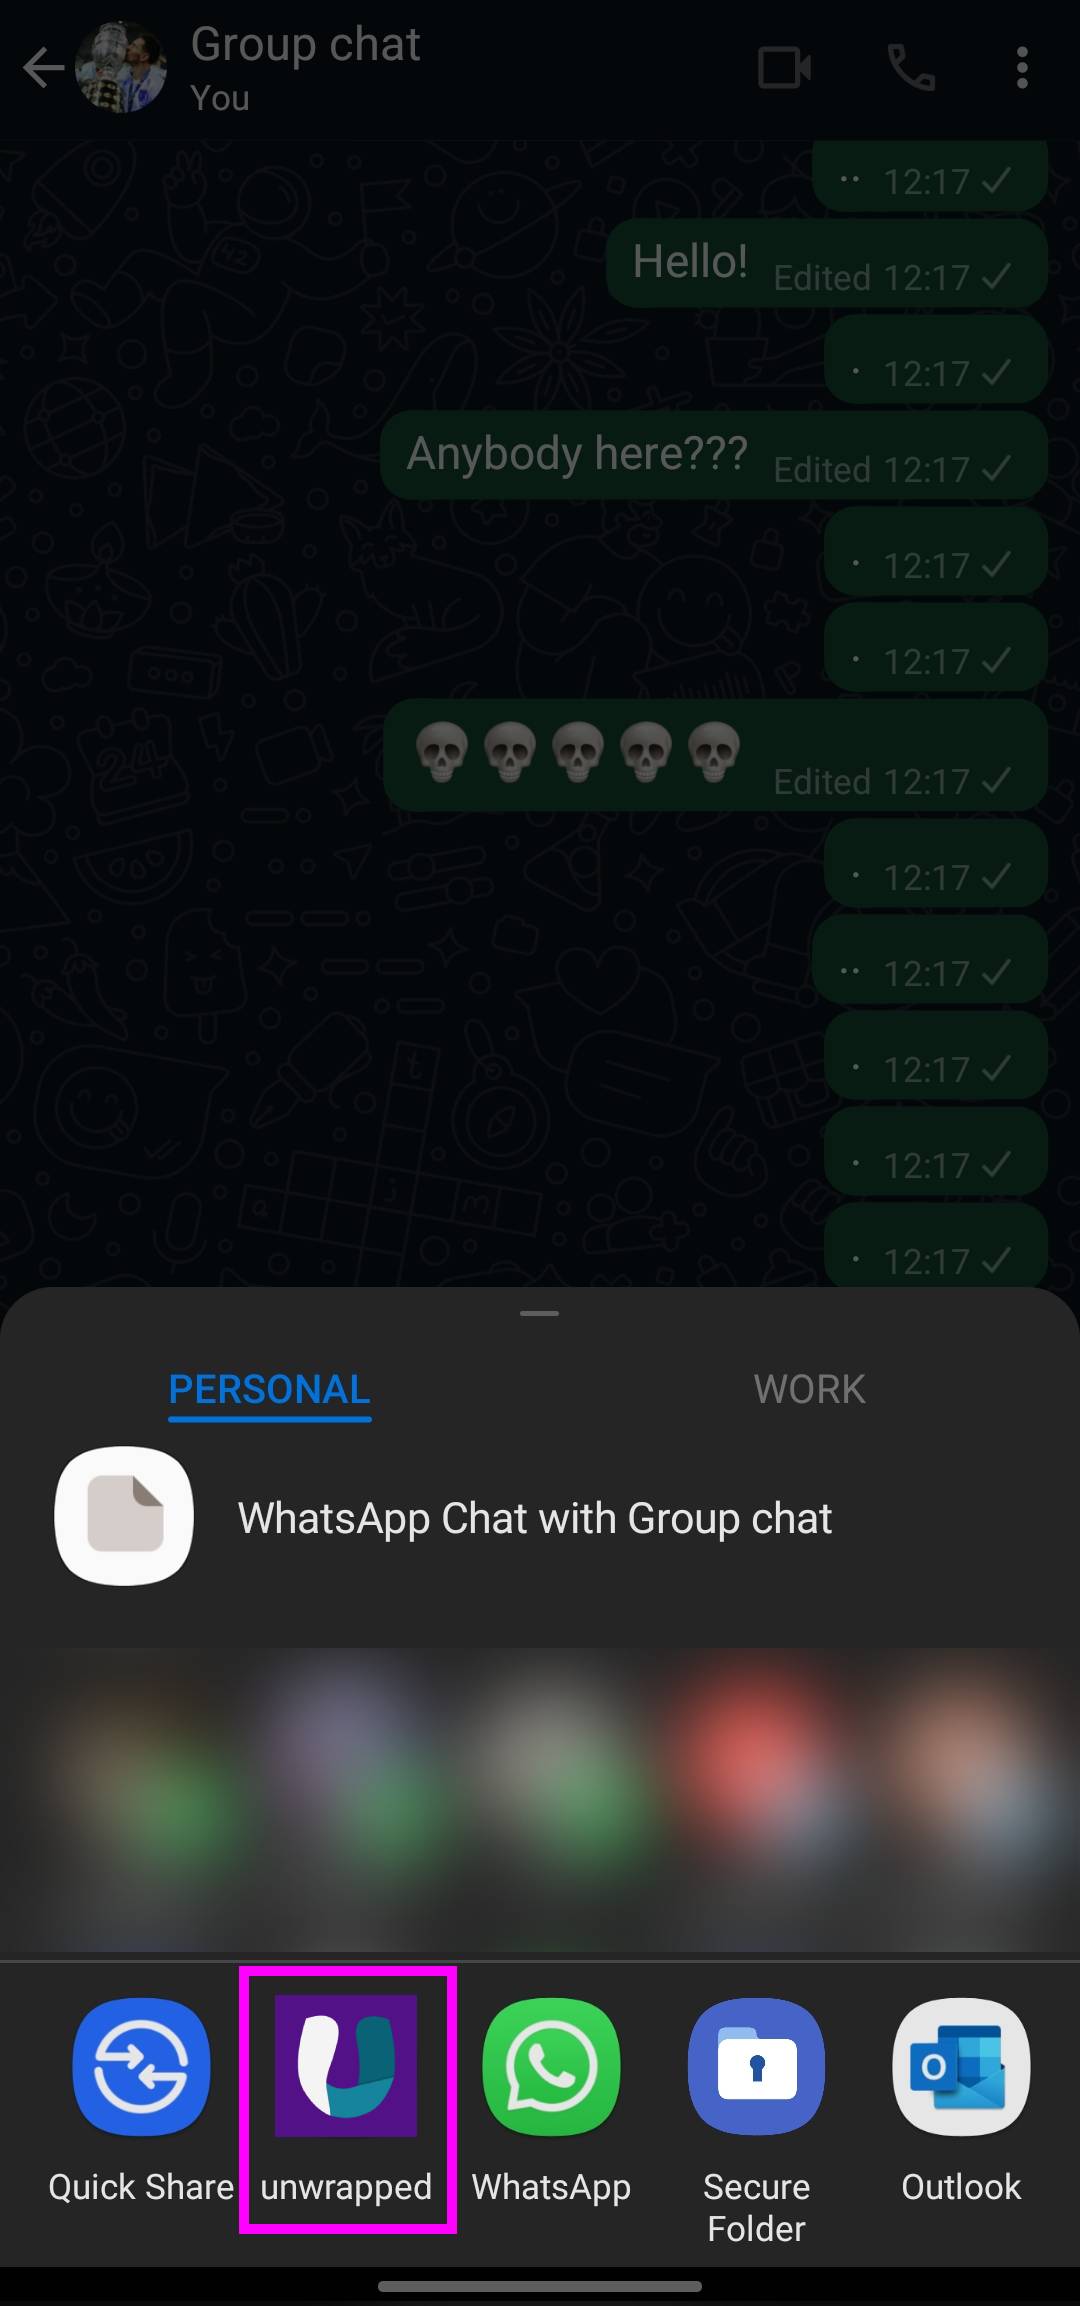 Group chat
You
.. 12:17
Hello! Edited 12:17
. 12:17
Anybody here??? Edited 12:17
. 12:17
. 12:17
💀💀💀💀💀 Edited 12:17
. 12:17
.. 12:17
. 12:17
. 12:17
. 12:17
PERSONAL WORK
WhatsApp Chat with Group chat
Quick Share unwrapped WhatsApp Secure Outlook
Folder